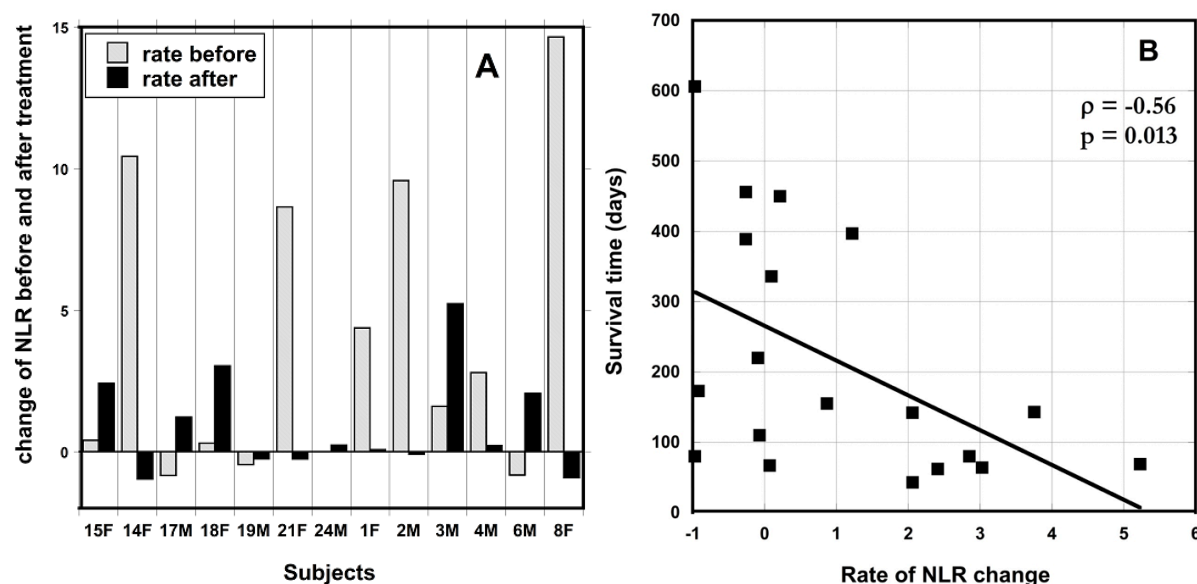 change of NLR before and after treatment
rate before
rate after
A
15
10
5
0
15F 14F 17M 18F 19M 21F 24M 1F 2M 3M 4M 6M 8F
Subjects
Survival time (days)
B
ρ = -0.56
p = 0.013
700
600
500
400
300
200
100
0
-1 0 1 2 3 4 5 6
Rate of NLR change